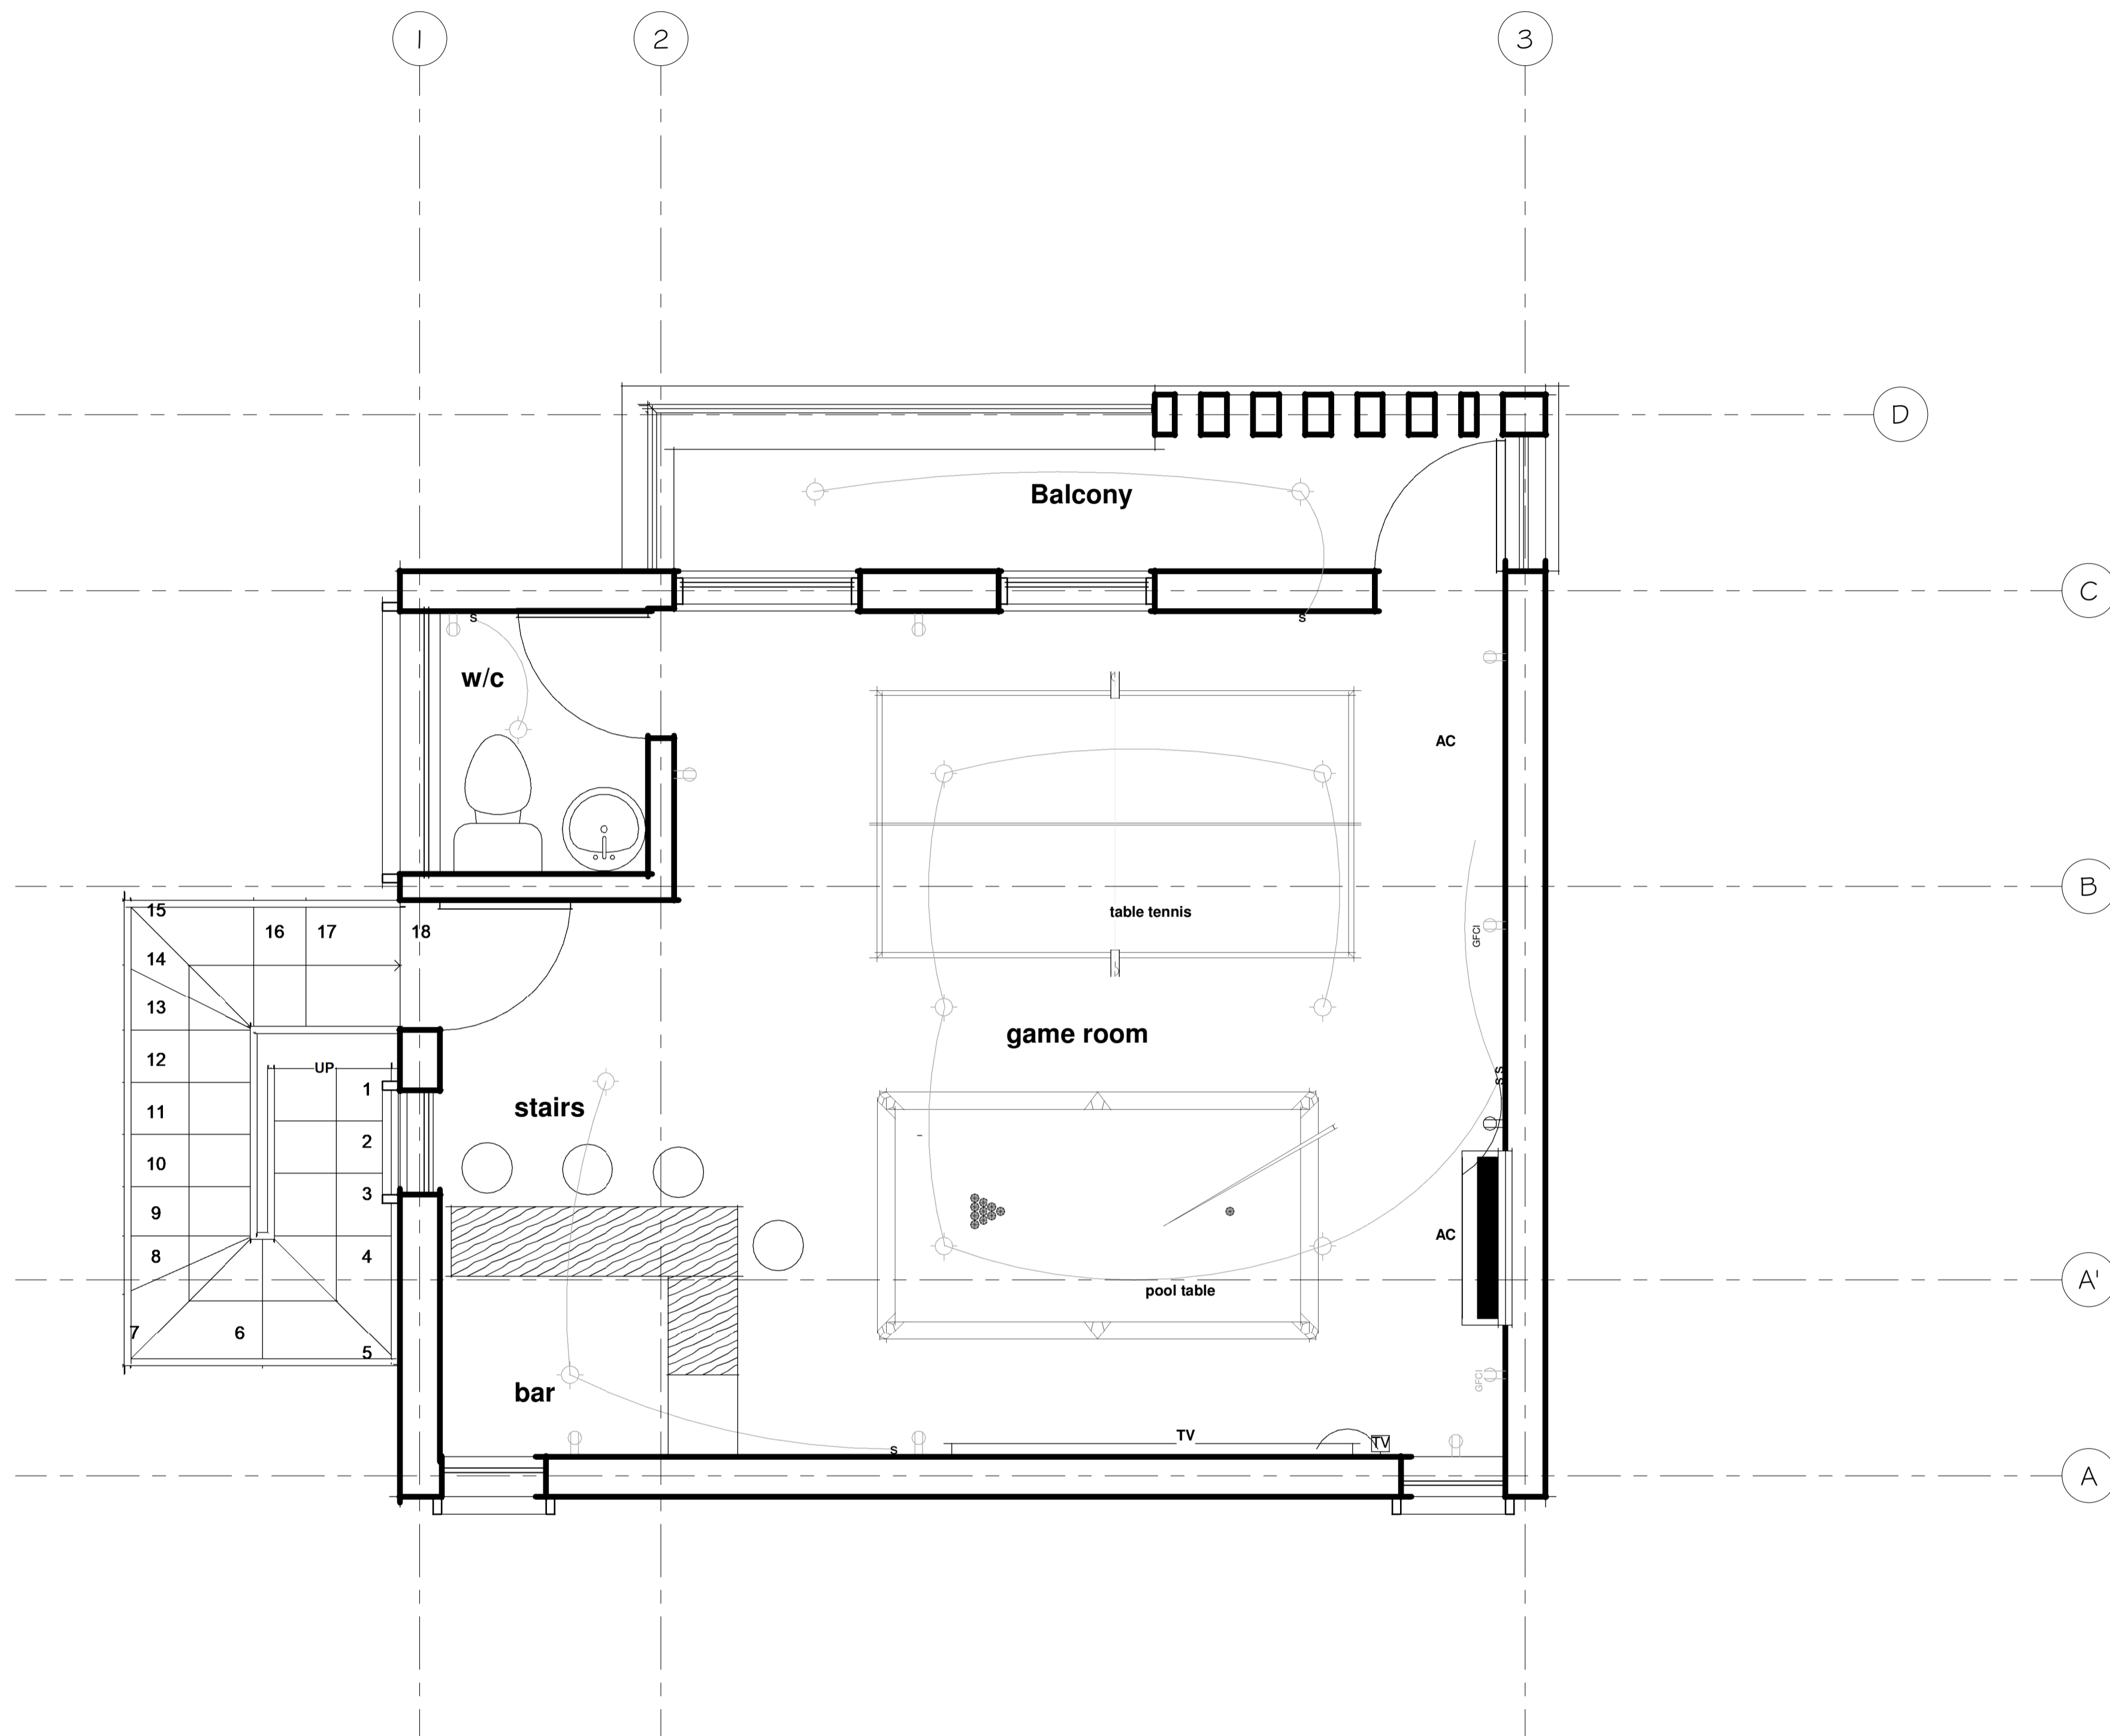 1 2 3
D
Balcony
C
S S
w/c
AC
B
15
table tennis
16 17 18
GFCI
14
13
game room
12
UP
S S
1
stairs
11
2
10
3
9
AC
8
4
A'
pool table
7
6
5
GFCI
bar
TV
TV
S
A